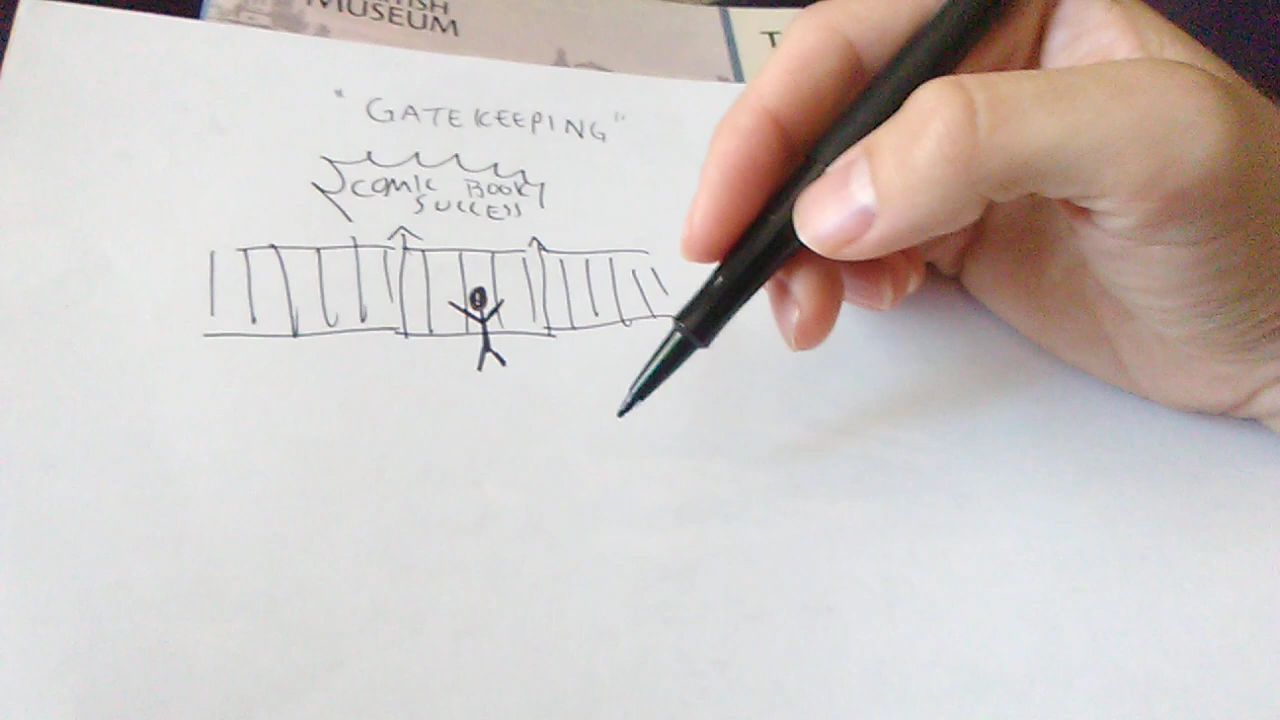 MUSEUM
T
"GATEKEEPING"
COMIC BOOK
SUCCESS